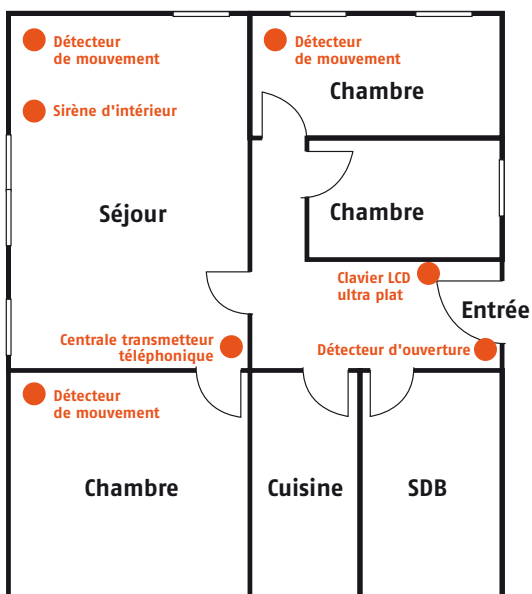 Détecteur
de mouvement
Détecteur
de mouvement
Chambre
Sirène d'intérieur
Séjour
Chambre
Clavier LCD
ultra plat
Entrée
Centrale transmetteur
téléphonique
Détecteur d'ouverture
Détecteur
de mouvement
Chambre
Cuisine
SDB